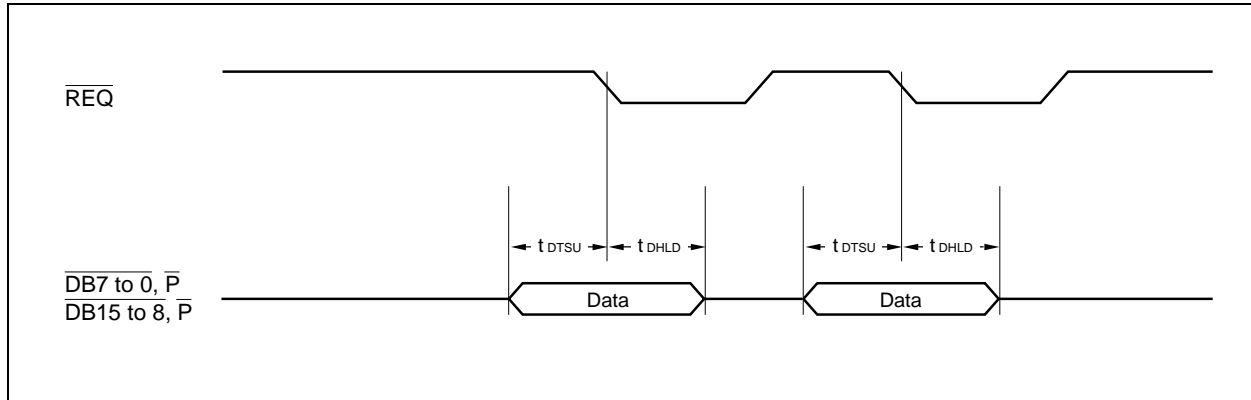 REQ
t DTSU
t DHLD
t DTSU
t DHLD
DB7 to 0, P
DB15 to 8, P
Data
Data